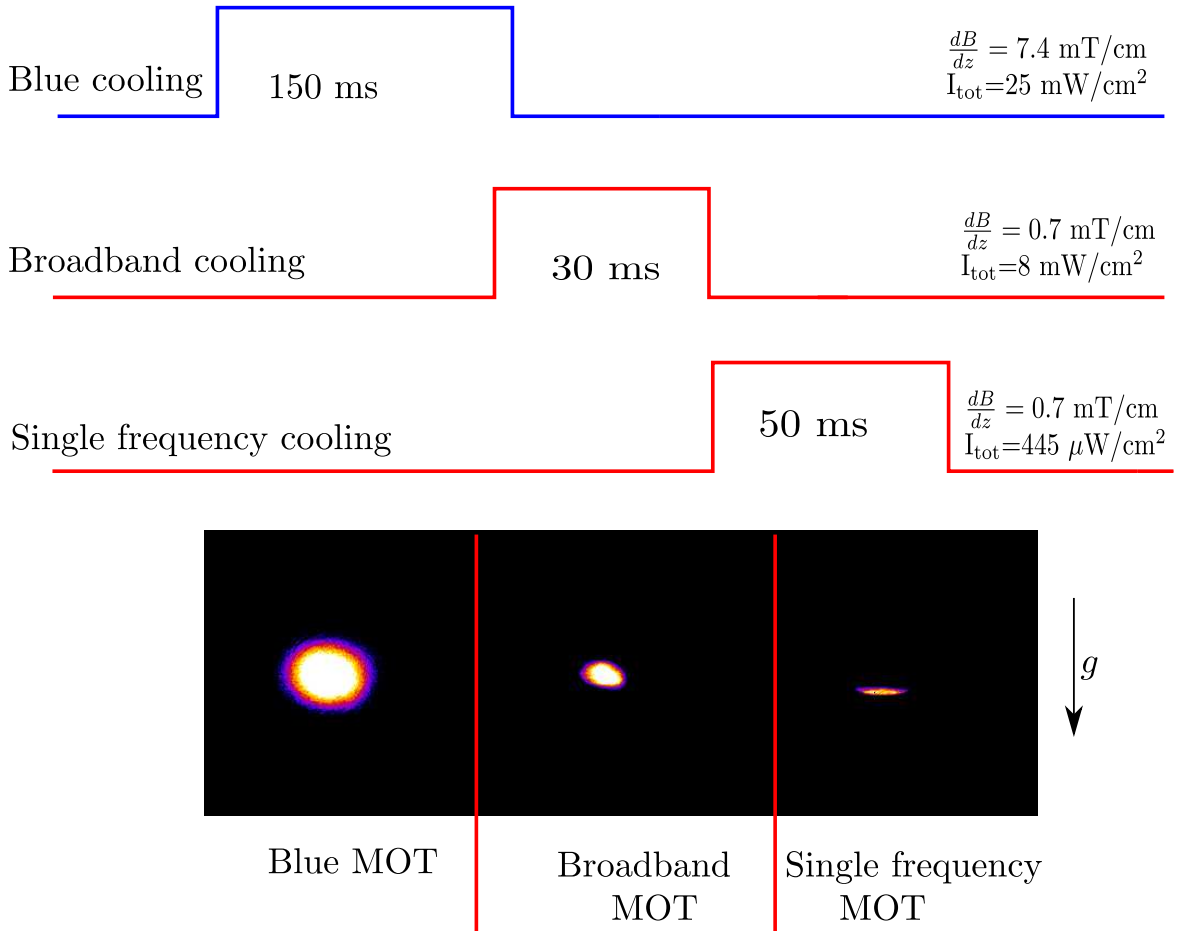 Blue cooling
150 ms
dB/dz = 7.4 mT/cm
I_tot=25 mW/cm²
Broadband cooling
30 ms
dB/dz = 0.7 mT/cm
I_tot=8 mW/cm²
Single frequency cooling
50 ms
dB/dz = 0.7 mT/cm
I_tot=445 μW/cm²
g
Blue MOT
Broadband
MOT
Single frequency
MOT